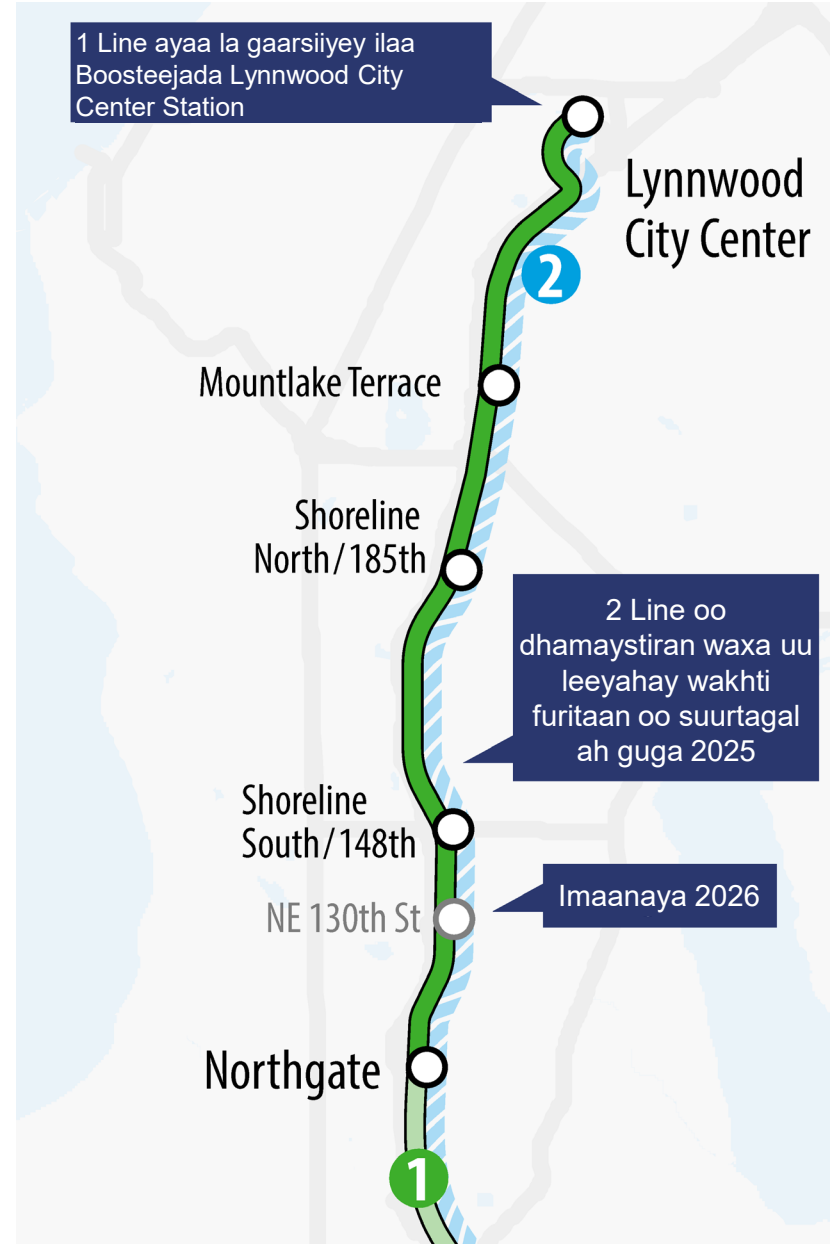 1 Line ayaa la gaarsiiyey ilaa
Boosteejada Lynnwood City
Center Station
Lynnwood
City Center
2
Mountlake Terrace
Shoreline
North/185th
2 Line oo
dhamaystiran waxa uu
leeyahay wakhti
furitaan oo suurtagal
ah guga 2025
Shoreline
South/148th
NE 130th St
Imaanaya 2026
Northgate
1